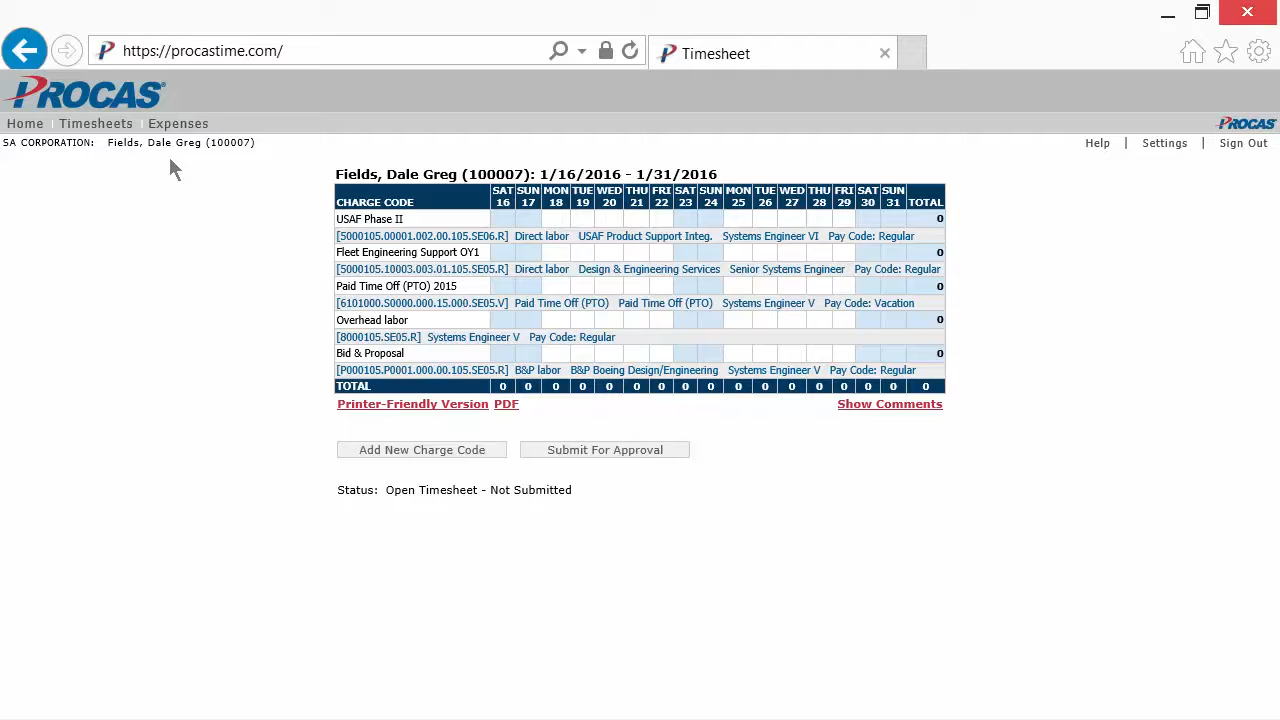 https://procastime.com/
Timesheet
PROCAS
Home Timesheets Expenses
PROCAS
SA CORPORATION: Fields, Dale Greg (100007)
Help | Settings | Sign Out
Fields, Dale Greg (100007): 1/16/2016 - 1/31/2016
SAT SUN MON TUE WED THU FRI SAT SUN MON TUE WED THU FRI SAT SUN
CHARGE CODE 16 17 18 19 20 21 22 23 24 25 26 27 28 29 30 31 TOTAL
USAF Phase II 0
[5000105.00001.002.00.105.SE06.R] Direct labor USAF Product Support Integ. Systems Engineer VI Pay Code: Regular
Fleet Engineering Support OY1 0
[5000105.10003.003.01.105.SE05.R] Direct labor Design & Engineering Services Senior Systems Engineer Pay Code: Regular
Paid Time Off (PTO) 2015 0
[6101000.S0000.000.15.000.SE05.V] Paid Time Off (PTO) Paid Time Off (PTO) Systems Engineer V Pay Code: Vacation
Overhead labor 0
[8000105.SE05.R] Systems Engineer V Pay Code: Regular
Bid & Proposal 0
[P000105.P0001.000.00.105.SE05.R] B&P labor B&P Boeing Design/Engineering Systems Engineer V Pay Code: Regular
TOTAL 0 0 0 0 0 0 0 0 0 0 0 0 0 0 0 0 0
Printer-Friendly Version PDF Show Comments
Add New Charge Code Submit For Approval
Status: Open Timesheet - Not Submitted